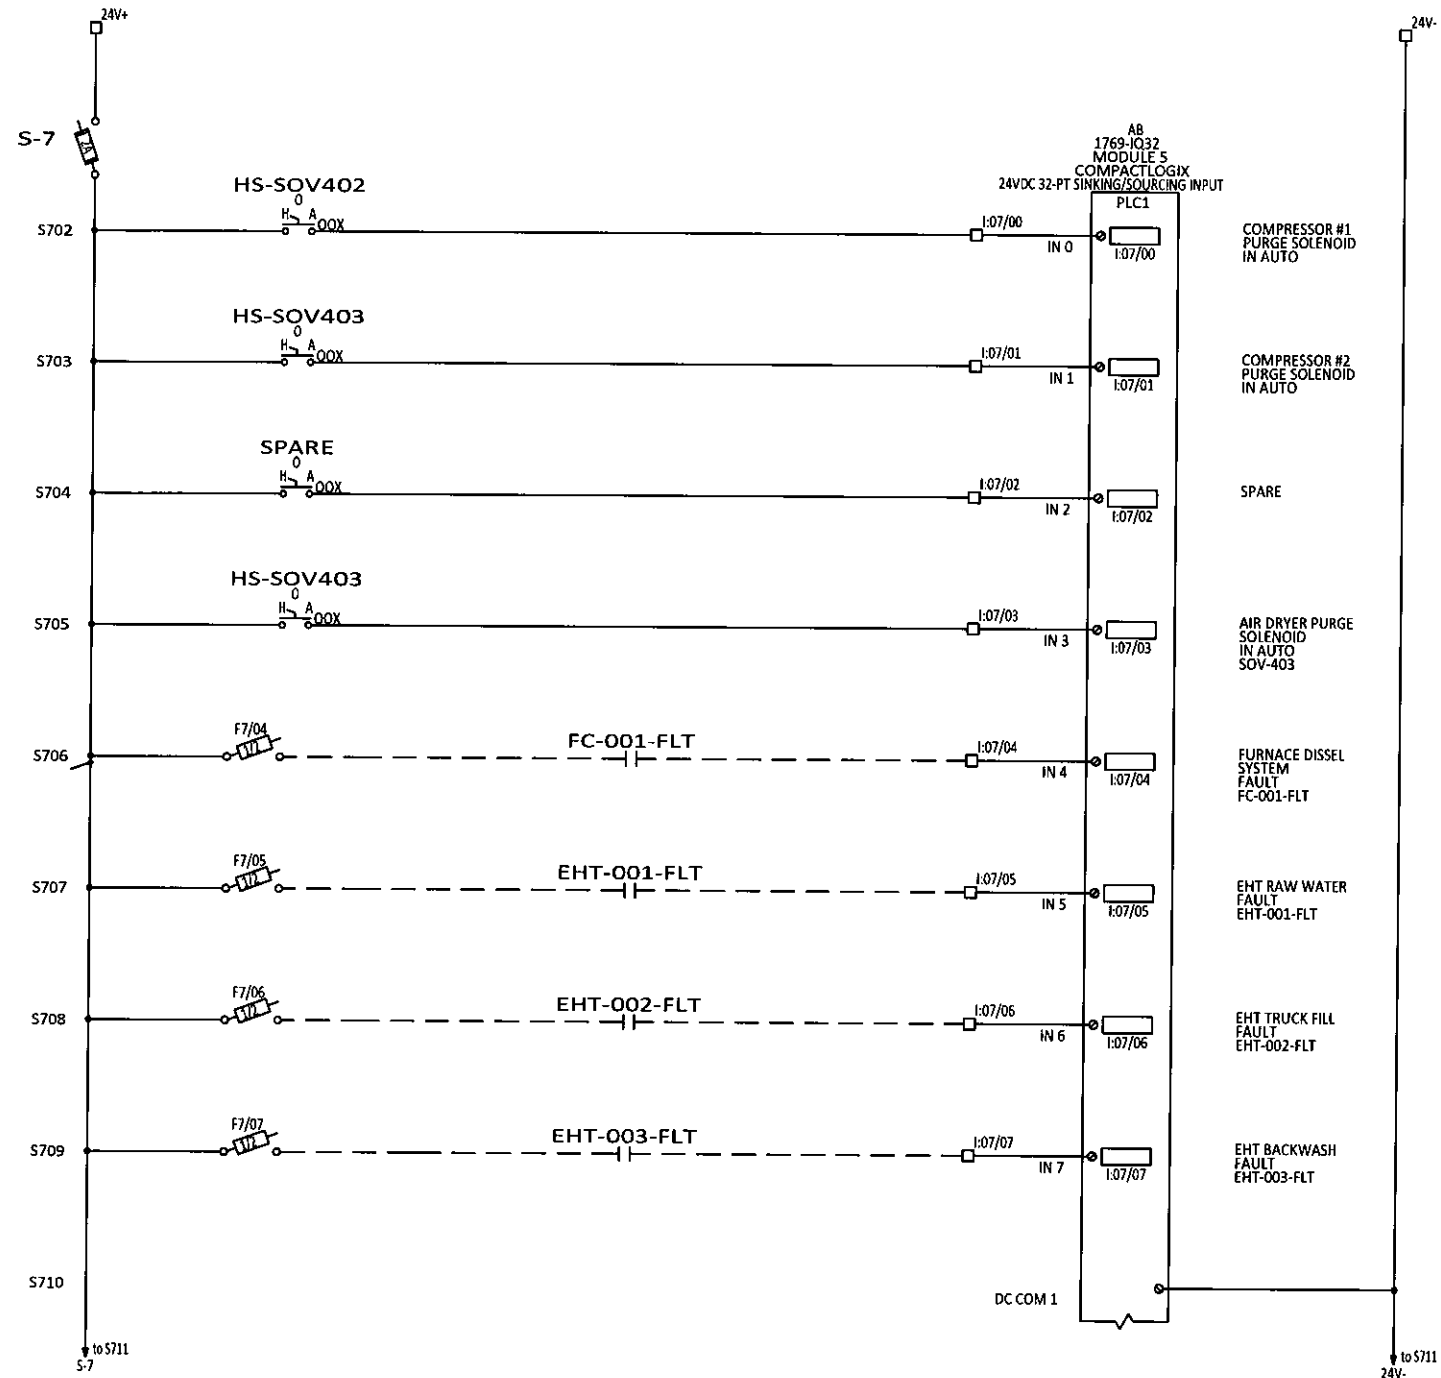 24V+
24V-
S-7
2A
AB
1769-IQ32
MODULE 5
COMPACTLOGIX
24VDC 32-PT SINKING/SOURCING INPUT
PLC1
HS-SOV402
0
H A
OOX
S702
I:07/00
IN 0
I:07/00
COMPRESSOR #1
PURGE SOLENOID
IN AUTO
HS-SOV403
0
H A
OOX
S703
I:07/01
IN 1
I:07/01
COMPRESSOR #2
PURGE SOLENOID
IN AUTO
SPARE
0
H A
OOX
S704
I:07/02
IN 2
I:07/02
SPARE
HS-SOV403
0
H A
OOX
S705
I:07/03
IN 3
I:07/03
AIR DRYER PURGE
SOLENOID
IN AUTO
SOV-403
S706
F7/04
1/2
FC-001-FLT
I:07/04
IN 4
I:07/04
FURNACE DISSEL
SYSTEM
FAULT
FC-001-FLT
S707
F7/05
1/2
EHT-001-FLT
I:07/05
IN 5
I:07/05
EHT RAW WATER
FAULT
EHT-001-FLT
S708
F7/06
1/2
EHT-002-FLT
I:07/06
IN 6
I:07/06
EHT TRUCK FILL
FAULT
EHT-002-FLT
S709
F7/07
1/2
EHT-003-FLT
I:07/07
IN 7
I:07/07
EHT BACKWASH
FAULT
EHT-003-FLT
S710
DC COM 1
to S711
S-7
to S711
24V-